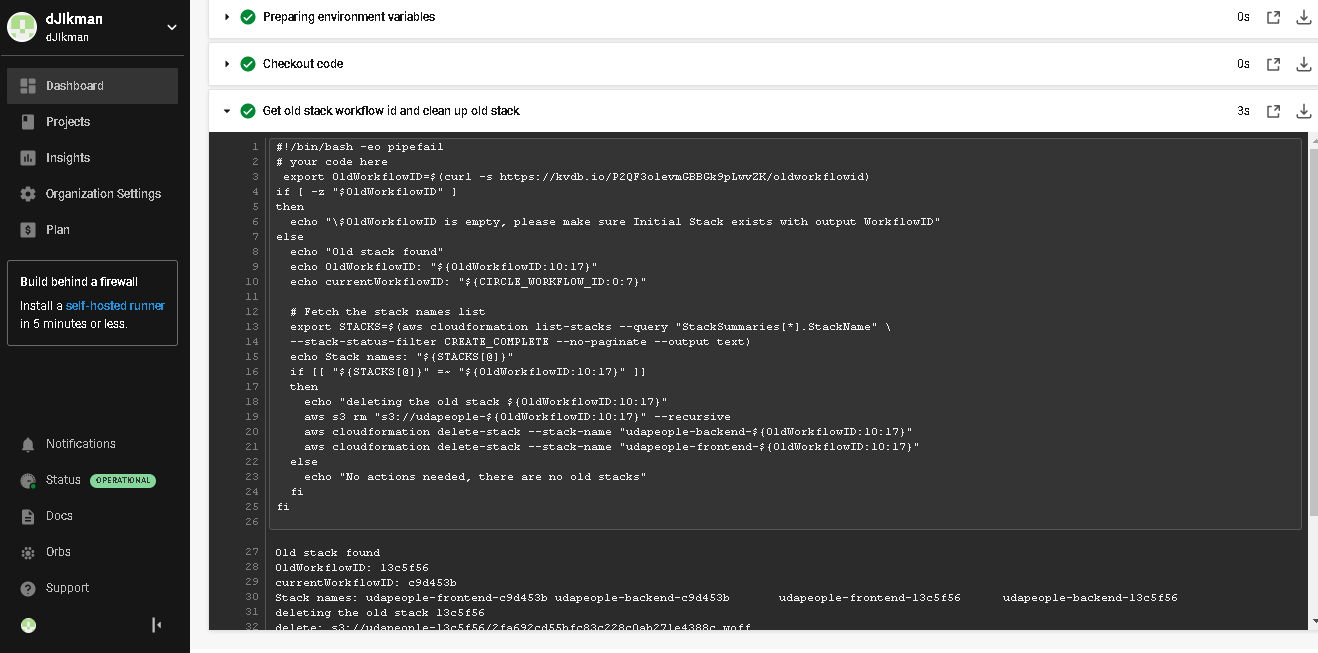 dJIkman
dJIkman
Dashboard
Projects
Insights
Organization Settings
Plan
Build behind a firewall
Install a self-hosted runner
in 5 minutes or less.
Notifications
Status OPERATIONAL
Docs
Orbs
Support
Preparing environment variables 0s
Checkout code 0s
Get old stack workflow id and clean up old stack 3s
1 #!/bin/bash -eo pipefail
2 # your code here
3 export OldWorkflowID=$(curl -s https://kvdb.io/P2QF3olevmGBBGk9pLwvZK/oldworkflowid)
4 if [ -z "$OldWorkflowID" ]
5 then
6 echo "\$OldWorkflowID is empty, please make sure Initial Stack exists with output WorkflowID"
7 else
8 echo "Old stack found"
9 echo OldWorkflowID: "${OldWorkflowID:10:17}"
10 echo currentWorkflowID: "${CIRCLE_WORKFLOW_ID:0:7}"
11
12 # Fetch the stack names list
13 export STACKS=$(aws cloudformation list-stacks --query "StackSummaries[*].StackName" \
14 --stack-status-filter CREATE_COMPLETE --no-paginate --output text)
15 echo Stack names: "${STACKS[@]}"
16 if [[ "${STACKS[@]}" =~ "${OldWorkflowID:10:17}" ]]
17 then
18 echo "deleting the old stack ${OldWorkflowID:10:17}"
19 aws s3 rm "s3://udapeople-${OldWorkflowID:10:17}" --recursive
20 aws cloudformation delete-stack --stack-name "udapeople-backend-${OldWorkflowID:10:17}"
21 aws cloudformation delete-stack --stack-name "udapeople-frontend-${OldWorkflowID:10:17}"
22 else
23 echo "No actions needed, there are no old stacks"
24 fi
25 fi
26
27 Old stack found
28 OldWorkflowID: 13c5f56
29 currentWorkflowID: c9d453b
30 Stack names: udapeople-frontend-c9d453b udapeople-backend-c9d453b udapeople-frontend-13c5f56 udapeople-backend-13c5f56
31 deleting the old stack 13c5f56
32 delete: s3://udapeople-13c5f56/2fa692cd55bfc83c228c0ab271e4388c.woff